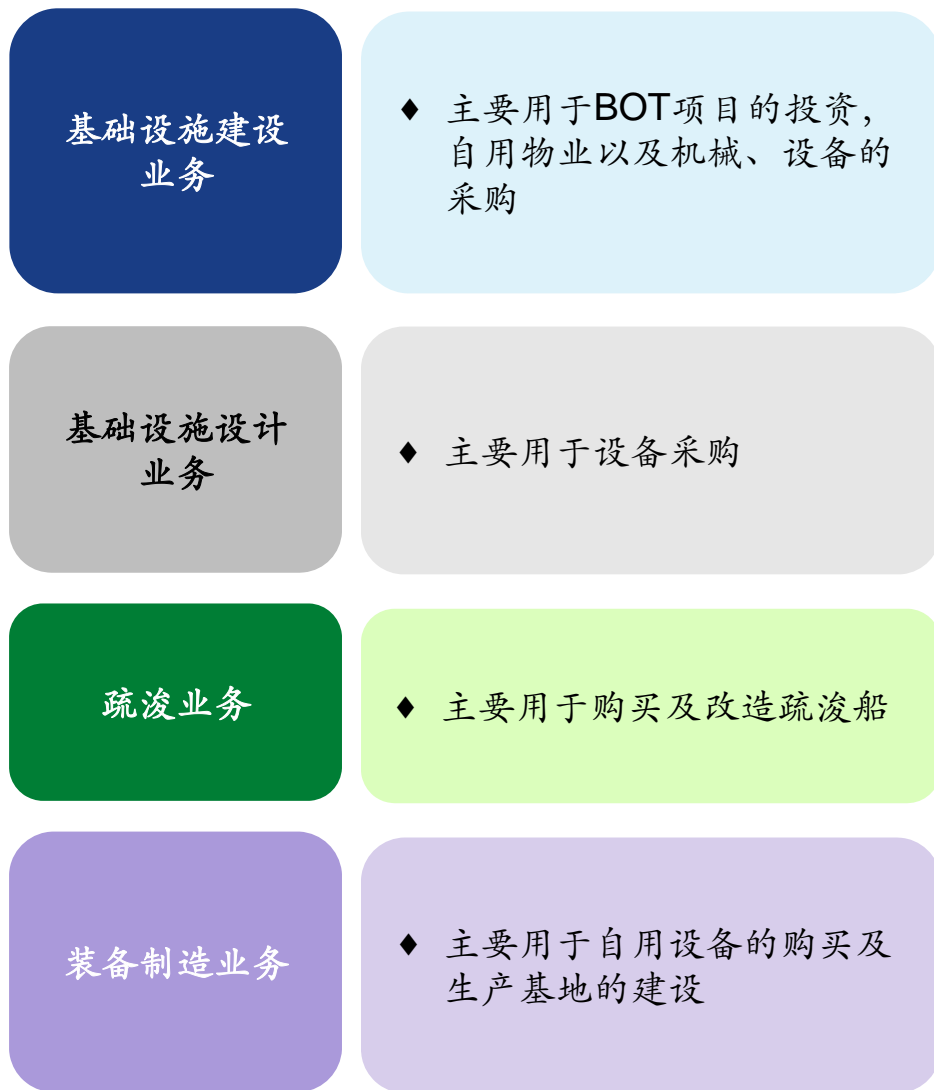 基础设施建设
业务
♦ 主要用于BOT项目的投资，
自用物业以及机械、设备的
采购
基础设施设计
业务
♦ 主要用于设备采购
疏浚业务
♦ 主要用于购买及改造疏浚船
装备制造业务
♦ 主要用于自用设备的购买及
生产基地的建设